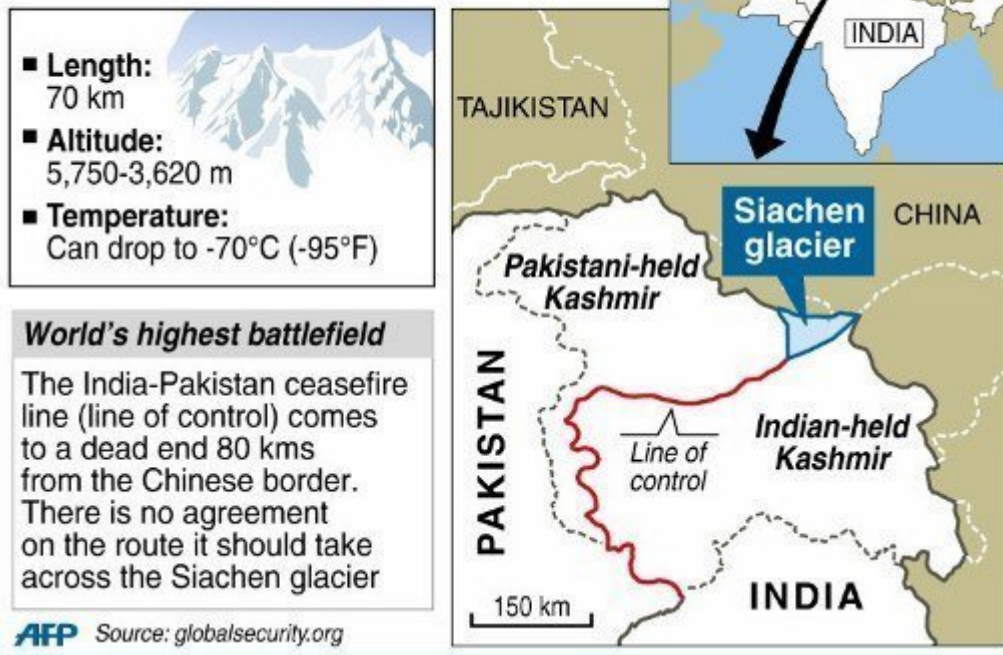 ■ Length:
70 km
■ Altitude:
5,750-3,620 m
■ Temperature:
Can drop to -70°C (-95°F)
World's highest battlefield
The India-Pakistan ceasefire
line (line of control) comes
to a dead end 80 kms
from the Chinese border.
There is no agreement
on the route it should take
across the Siachen glacier
AFP Source: globalsecurity.org
INDIA
TAJIKISTAN
Siachen
glacier
CHINA
Pakistani-held
Kashmir
PAKISTAN
Line of
control
Indian-held
Kashmir
INDIA
150 km